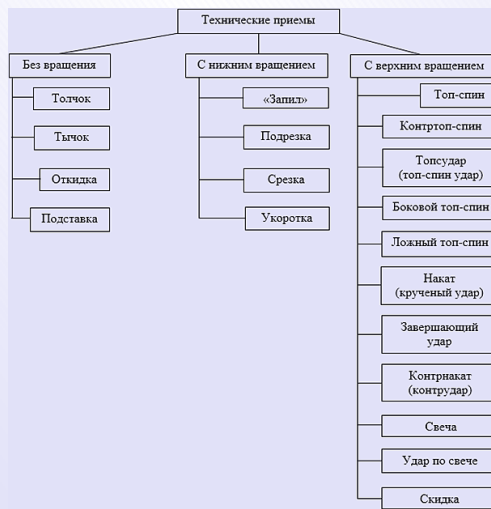 Технические приемы
Без вращения
Толчок
Тычок
Откидка
Подставка
С нижним вращением
«Запил»
Подрезка
Срезка
Укоротка
С верхним вращением
Топ-спин
Контртоп-спин
Топсудар
(топ-спин удар)
Боковой топ-спин
Ложный топ-спин
Накат
(крученый удар)
Завершающий
удар
Контрнакат
(контрудар)
Свеча
Удар по свече
Скидка